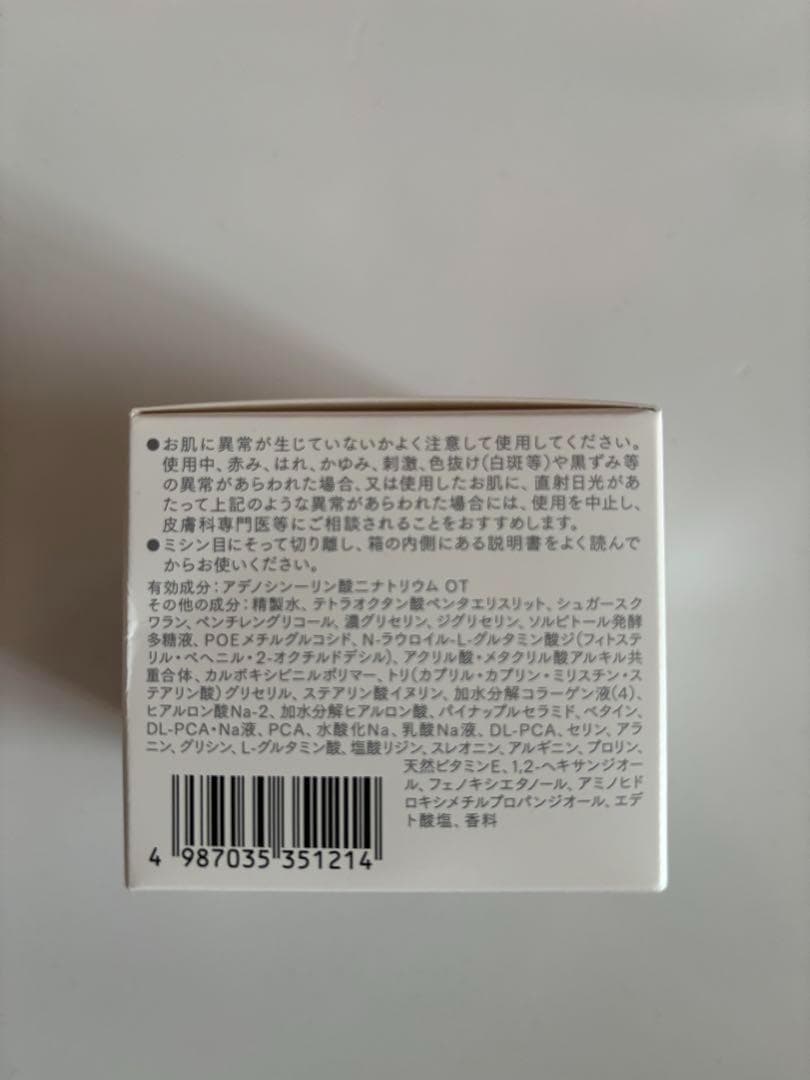 ●お肌に異常が生じていないかよく注意して使用してください。
使用中、赤み、はれ、かゆみ、刺激、色抜け(白斑等)や黒ずみ等
の異常があらわれた場合、又は使用したお肌に、直射日光があ
たって上記のような異常があらわれた場合には、使用を中止し、
皮膚科専門医等にご相談されることをおすすめします。
●ミシン目にそって切り離し、箱の内側にある説明書をよく読んで
からお使いください。
有効成分：アデノシン一リン酸二ナトリウム OT
その他の成分：精製水、テトラオクタン酸ペンタエリスリット、シュガースク
ワラン、ペンチレングリコール、濃グリセリン、ジグリセリン、ソルビトール発酵
多糖液、POEメチルグルコシド、N-ラウロイル-L-グルタミン酸ジ(フィトステ
リル・ベヘニル・2-オクチルドデシル)、アクリル酸・メタクリル酸アルキル共
重合体、カルボキシビニルポリマー、トリ(カプリル・カプリン・ミリスチン・ス
テアリン酸)グリセリル、ステアリン酸イヌリン、加水分解コラーゲン液(4)、
ヒアルロン酸Na-2、加水分解ヒアルロン酸、パイナップルセラミド、ベタイン、
DL-PCA・Na液、PCA、水酸化Na、乳酸Na液、DL-PCA、セリン、アラ
ニン、グリシン、L-グルタミン酸、塩酸リジン、スレオニン、アルギニン、プロリン、
天然ビタミンE、1,2-ヘキサンジオー
ル、フェノキシエタノール、アミノヒド
ロキシメチルプロパンジオール、エデ
ト酸塩、香料
4 987035 351214